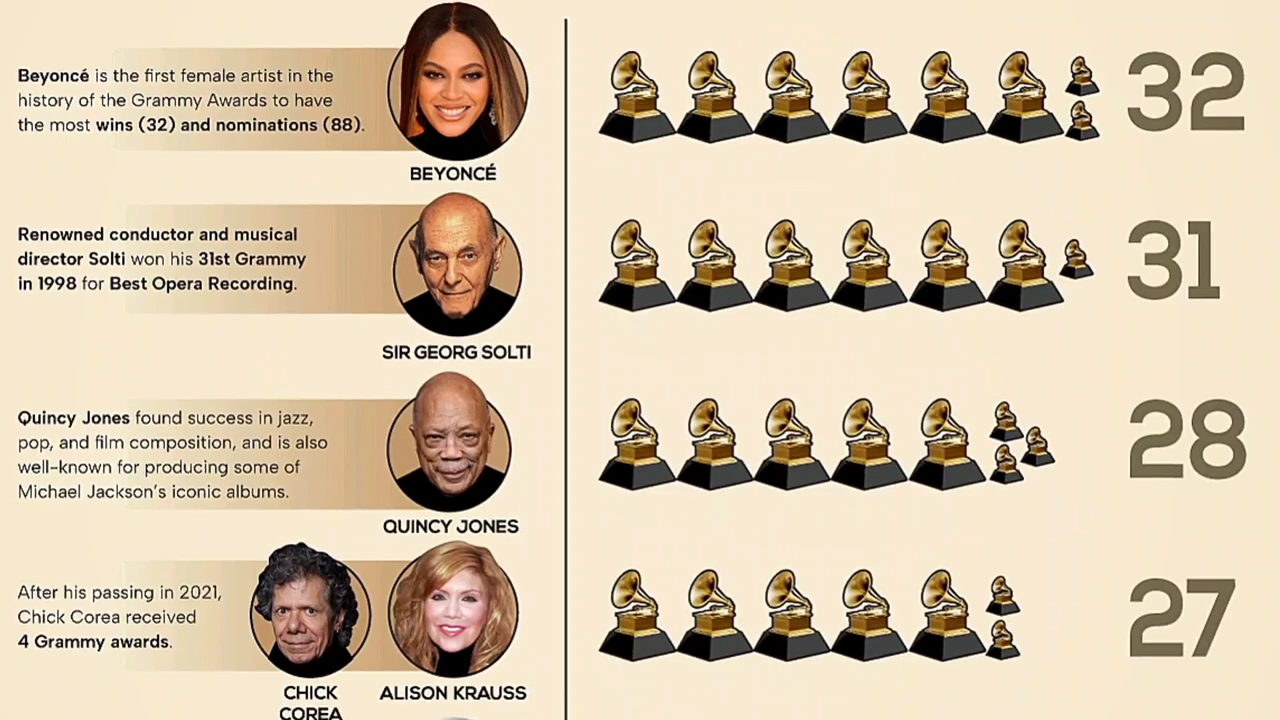 Beyoncé is the first female artist in the
history of the Grammy Awards to have
the most wins (32) and nominations (88).
BEYONCÉ
32
Renowned conductor and musical
director Solti won his 31st Grammy
in 1998 for Best Opera Recording.
SIR GEORG SOLTI
31
Quincy Jones found success in jazz,
pop, and film composition, and is also
well-known for producing some of
Michael Jackson's iconic albums.
QUINCY JONES
28
After his passing in 2021,
Chick Corea received
4 Grammy awards.
CHICK
COREA
ALISON KRAUSS
27